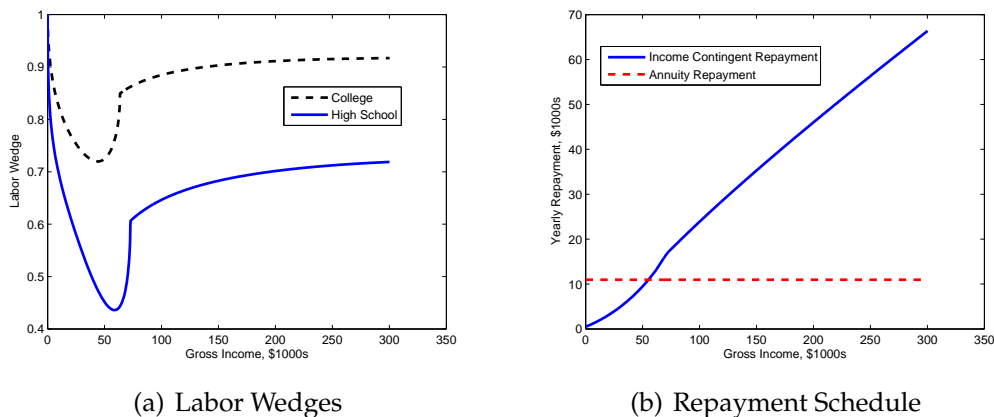 1
0.9
0.8
0.7
0.6
0.5
0.4
0 50 100 150 200 250 300 350
Gross Income, $1000s
Labor Wedge
College
High School
(a) Labor Wedges
70
60
50
40
30
20
10
0
0 50 100 150 200 250 300 350
Gross Income, $1000s
Yearly Repayment, $1000s
Income Contingent Repayment
Annuity Repayment
(b) Repayment Schedule